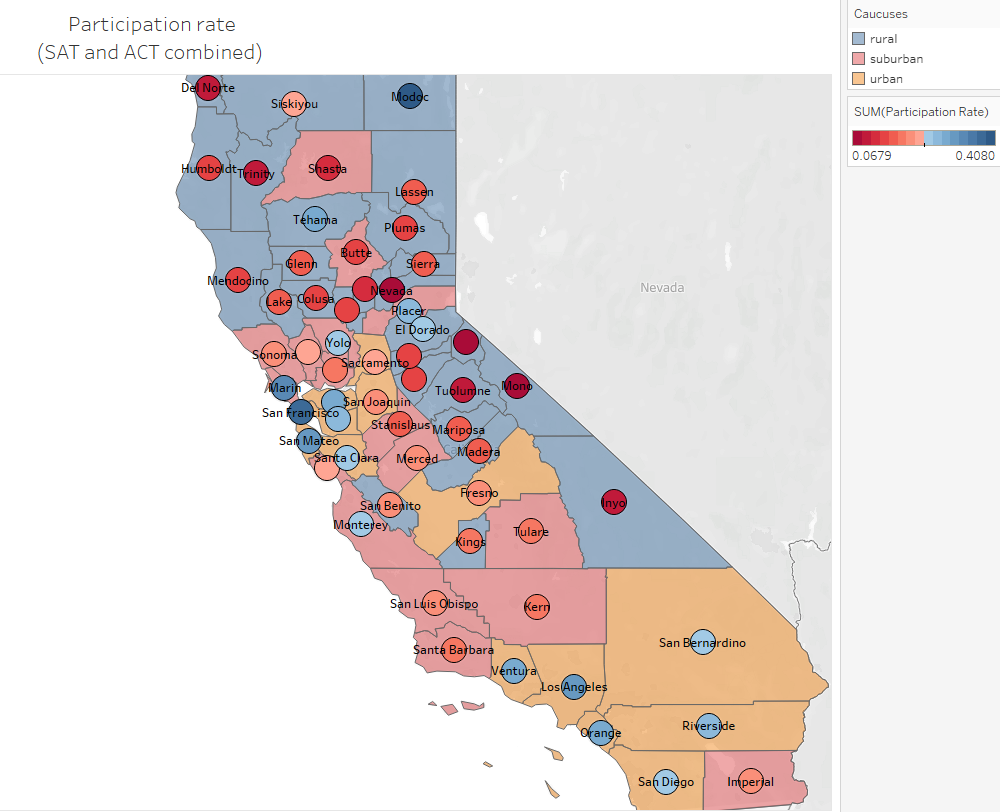 Participation rate
(SAT and ACT combined)
Caucuses
rural
suburban
urban
SUM(Participation Rate)
0.0679 0.4080
Del Norte
Siskiyou
Modoc
Humboldt
Trinity
Shasta
Lassen
Tehama
Plumas
Butte
Glenn
Sierra
Mendocino
Nevada
Nevada
Lake
Colusa
Placer
El Dorado
Yolo
Sonoma
Sacramento
Marin
Tuolumne
Mono
San Joaquin
San Francisco
Stanislaus
Mariposa
San Mateo
Madera
Santa Clara
Merced
Fresno
Inyo
San Benito
Monterey
Tulare
Kings
San Luis Obispo
Kern
San Bernardino
Santa Barbara
Ventura
Los Angeles
Orange
Riverside
San Diego
Imperial